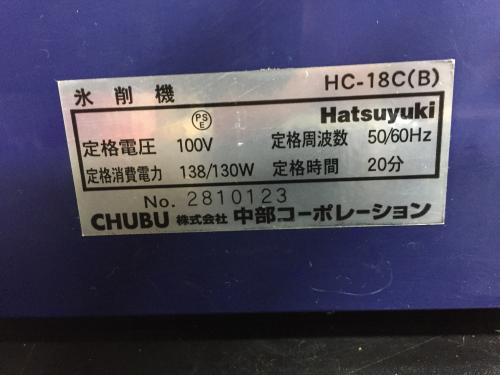 氷削機 HC-18C(B)
PSE Hatsuyuki
定格電圧 100V 定格周波数 50/60Hz
定格消費電力 138/130W 定格時間 20分
No. 2810123
CHUBU 株式会社 中部コーポレーション